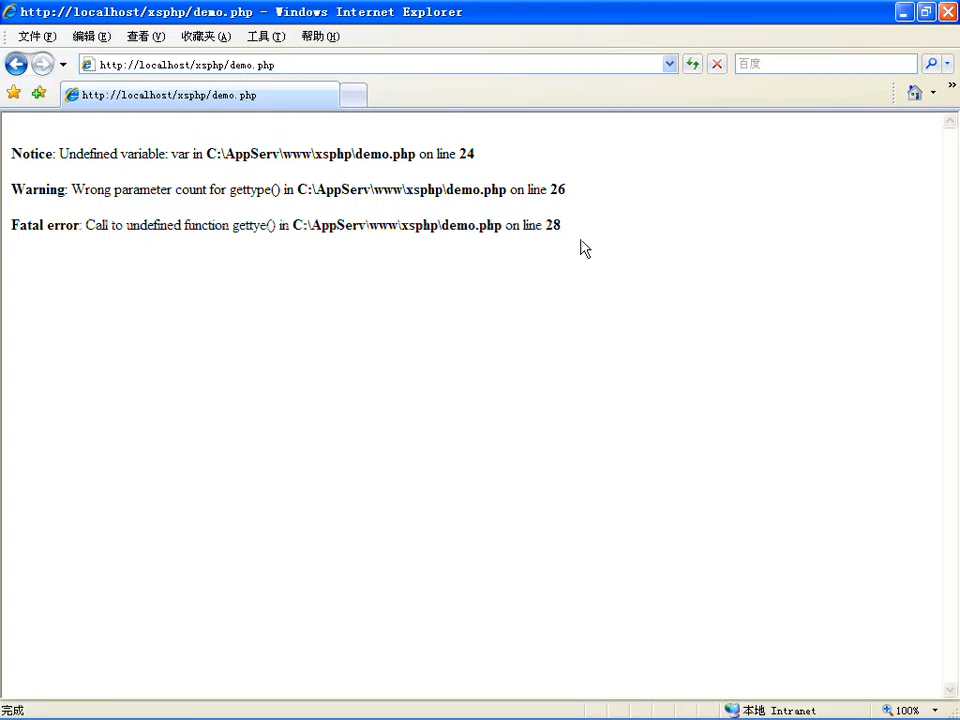 http://localhost/xsphp/demo.php - Windows Internet Explorer
文件(F) 编辑(E) 查看(V) 收藏夹(A) 工具(T) 帮助(H)
http://localhost/xsphp/demo.php 百度
http://localhost/xsphp/demo.php
Notice: Undefined variable: var in C:\AppServ\www\xsphp\demo.php on line 24
Warning: Wrong parameter count for gettype() in C:\AppServ\www\xsphp\demo.php on line 26
Fatal error: Call to undefined function gettye() in C:\AppServ\www\xsphp\demo.php on line 28
完成 本地 Intranet 100%